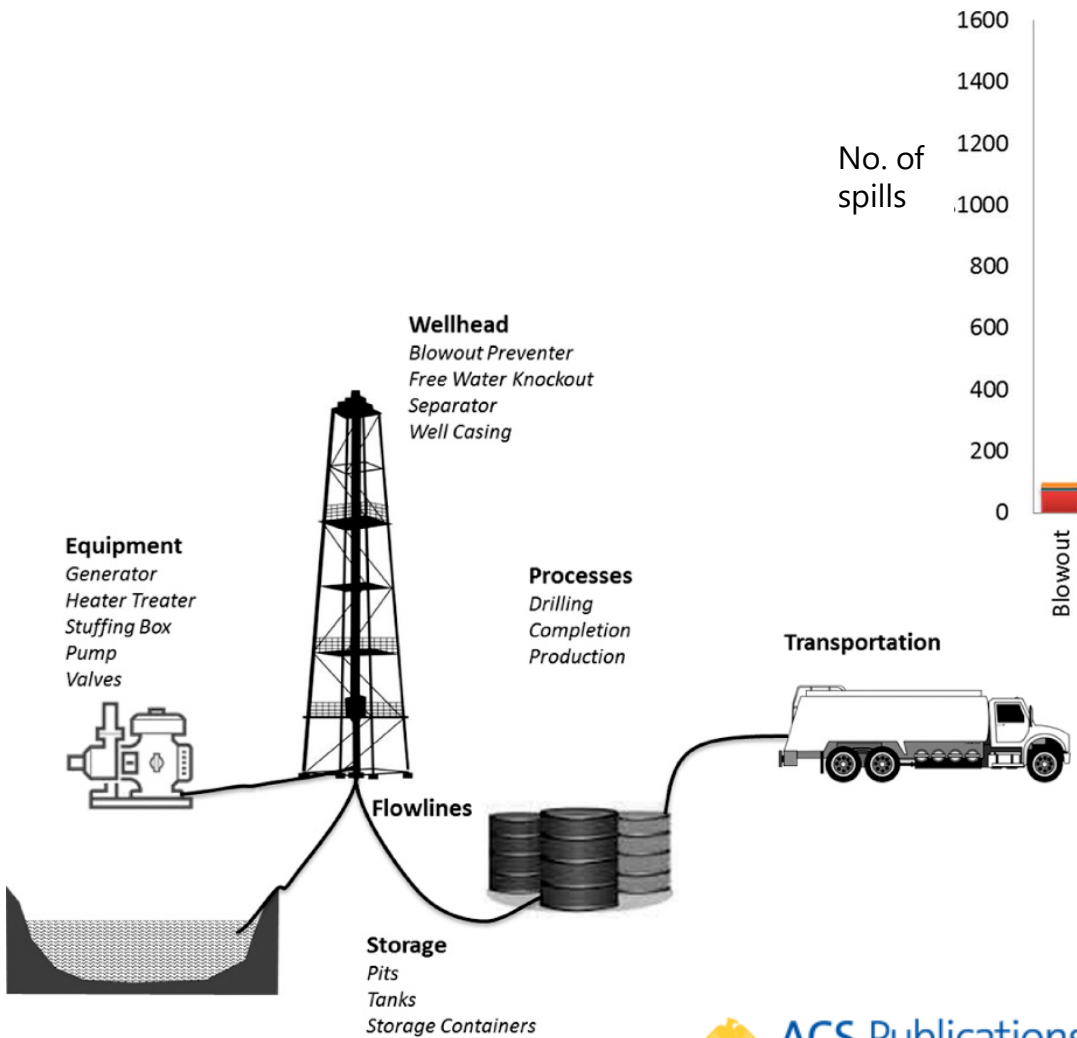 1600
1400
1200
No. of
spills
1000
800
600
400
200
0
Blowout
Wellhead
Blowout Preventer
Free Water Knockout
Separator
Well Casing
Equipment
Generator
Heater Treater
Stuffing Box
Pump
Valves
Processes
Drilling
Completion
Production
Transportation
Flowlines
Storage
Pits
Tanks
Storage Containers
ACS Publications